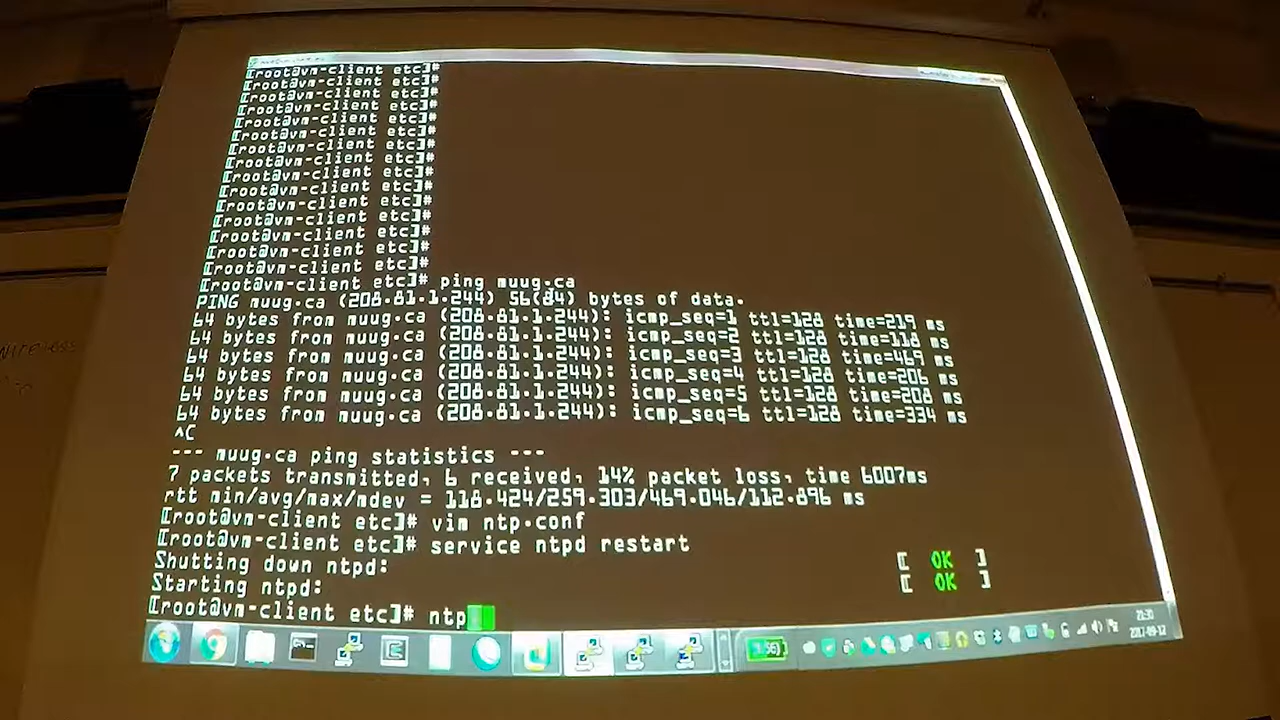 [root@vm-client etc]#
[root@vm-client etc]#
[root@vm-client etc]#
[root@vm-client etc]#
[root@vm-client etc]#
[root@vm-client etc]#
[root@vm-client etc]#
[root@vm-client etc]#
[root@vm-client etc]#
[root@vm-client etc]#
[root@vm-client etc]#
[root@vm-client etc]#
[root@vm-client etc]#
[root@vm-client etc]#
[root@vm-client etc]# ping muug.ca
PING muug.ca (208.81.1.244) 56(84) bytes of data.
64 bytes from muug.ca (208.81.1.244): icmp_seq=1 ttl=128 time=219 ms
64 bytes from muug.ca (208.81.1.244): icmp_seq=2 ttl=128 time=118 ms
64 bytes from muug.ca (208.81.1.244): icmp_seq=3 ttl=128 time=469 ms
64 bytes from muug.ca (208.81.1.244): icmp_seq=4 ttl=128 time=206 ms
64 bytes from muug.ca (208.81.1.244): icmp_seq=5 ttl=128 time=208 ms
64 bytes from muug.ca (208.81.1.244): icmp_seq=6 ttl=128 time=334 ms
^C
--- muug.ca ping statistics ---
7 packets transmitted, 6 received, 14% packet loss, time 6007ms
rtt min/avg/max/mdev = 118.424/259.303/469.046/112.896 ms
[root@vm-client etc]# vim ntp.conf
[root@vm-client etc]# service ntpd restart
Shutting down ntpd: [ OK ]
Starting ntpd: [ OK ]
[root@vm-client etc]# ntp
2017-09-12